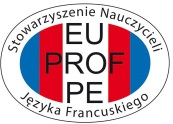 Stowarzyszenie Nauczycieli
EU
PROF
PE
Języka Francuskiego